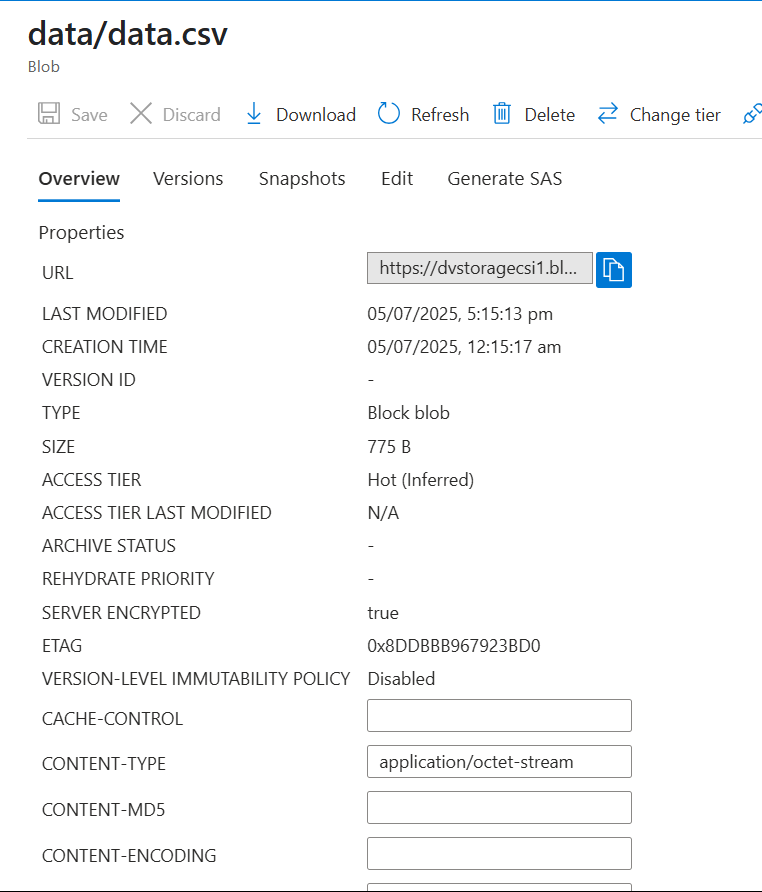 data/data.csv
Blob
Save Discard Download Refresh Delete Change tier
Overview Versions Snapshots Edit Generate SAS
Properties
URL https://dvstoragecsi1.bl...
LAST MODIFIED 05/07/2025, 5:15:13 pm
CREATION TIME 05/07/2025, 12:15:17 am
VERSION ID -
TYPE Block blob
SIZE 775 B
ACCESS TIER Hot (Inferred)
ACCESS TIER LAST MODIFIED N/A
ARCHIVE STATUS -
REHYDRATE PRIORITY -
SERVER ENCRYPTED true
ETAG 0x8DDBBB967923BD0
VERSION-LEVEL IMMUTABILITY POLICY Disabled
CACHE-CONTROL
CONTENT-TYPE application/octet-stream
CONTENT-MD5
CONTENT-ENCODING